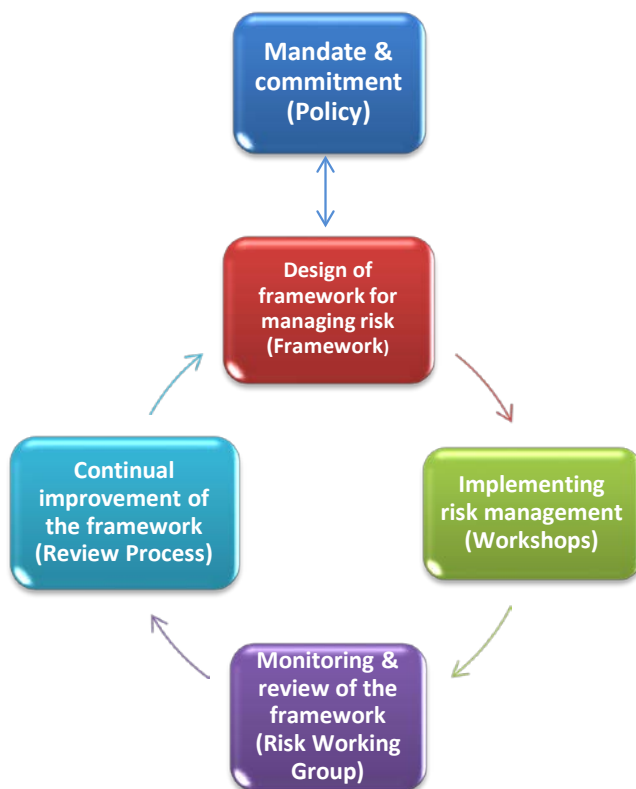 Mandate &
commitment
(Policy)
Design of
framework for
managing risk
(Framework)
Continual
improvement of
the framework
(Review Process)
Implementing
risk management
(Workshops)
Monitoring &
review of the
framework
(Risk Working
Group)